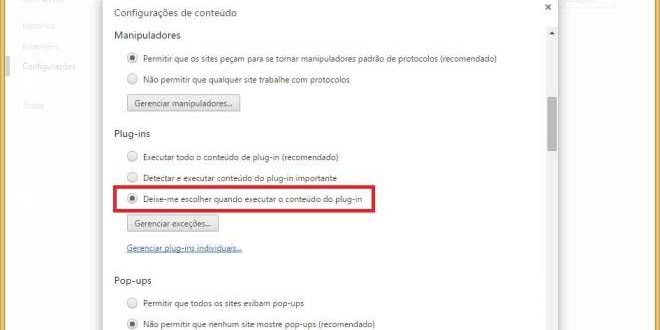 Configurações de conteúdo
Histórico
Extensões
Configurações
Sobre
Manipuladores
Permitir que os sites peçam para se tornar manipuladores padrão de protocolos (recomendado)
Não permitir que qualquer site trabalhe com protocolos
Gerenciar manipuladores...
Plug-ins
Executar todo o conteúdo de plug-in (recomendado)
Detectar e executar conteúdo do plug-in importante
Deixe-me escolher quando executar o conteúdo do plug-in
Gerenciar exceções...
Gerenciar plug-ins individuais...
Pop-ups
Permitir que todos os sites exibam pop-ups
Não permitir que nenhum site mostre pop-ups (recomendado)